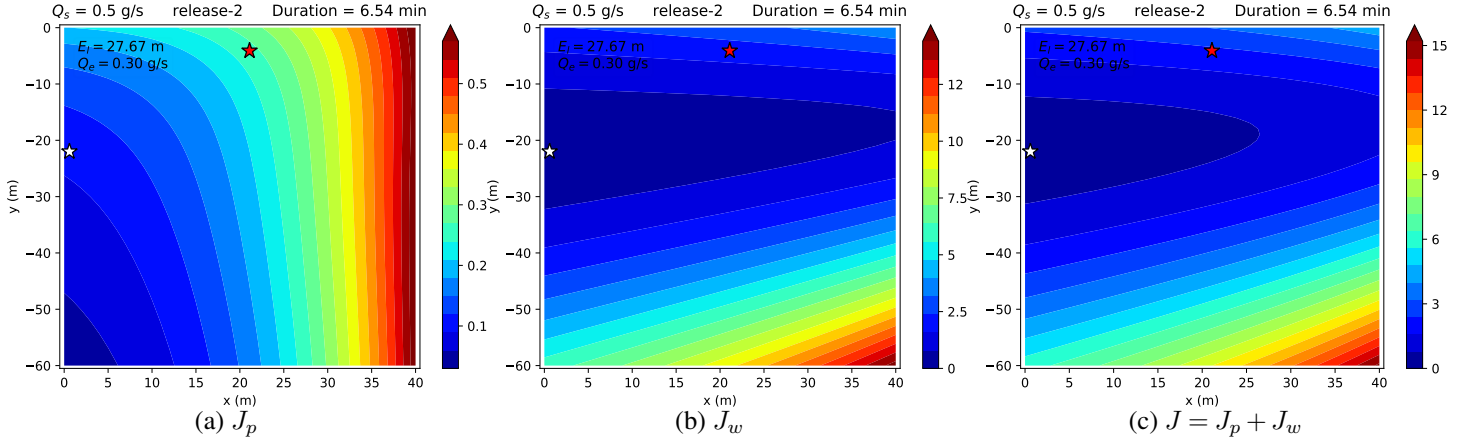 Q_s = 0.5 g/s release-2 Duration = 6.54 min
E_l = 27.67 m
Q_e = 0.30 g/s
0
−10
−20
−30
−40
−50
−60
y (m)
0 5 10 15 20 25 30 35 40
x (m)
0.5
0.4
0.3
0.2
0.1
(a) J_p
Q_s = 0.5 g/s release-2 Duration = 6.54 min
E_l = 27.67 m
Q_e = 0.30 g/s
0
−10
−20
−30
−40
−50
−60
y (m)
0 5 10 15 20 25 30 35 40
x (m)
12
10
7.5
5
2.5
0
(b) J_w
Q_s = 0.5 g/s release-2 Duration = 6.54 min
E_l = 27.67 m
Q_e = 0.30 g/s
0
−10
−20
−30
−40
−50
−60
y (m)
0 5 10 15 20 25 30 35 40
x (m)
15
12
9
6
3
0
(c) J = J_p + J_w